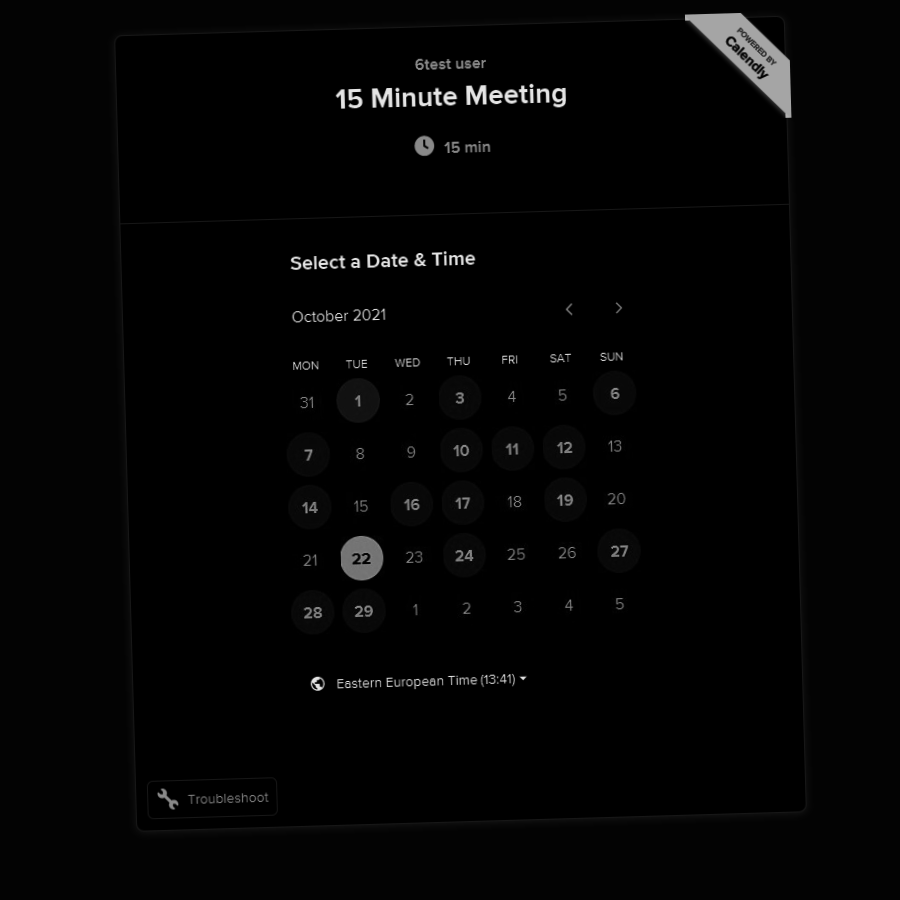 POWERED BY
Calendly
6test user
15 Minute Meeting
15 min
Select a Date & Time
October 2021
MON TUE WED THU FRI SAT SUN
31 1 2 3 4 5 6
7 8 9 10 11 12 13
14 15 16 17 18 19 20
21 22 23 24 25 26 27
28 29 1 2 3 4 5
Eastern European Time (13:41)
Troubleshoot